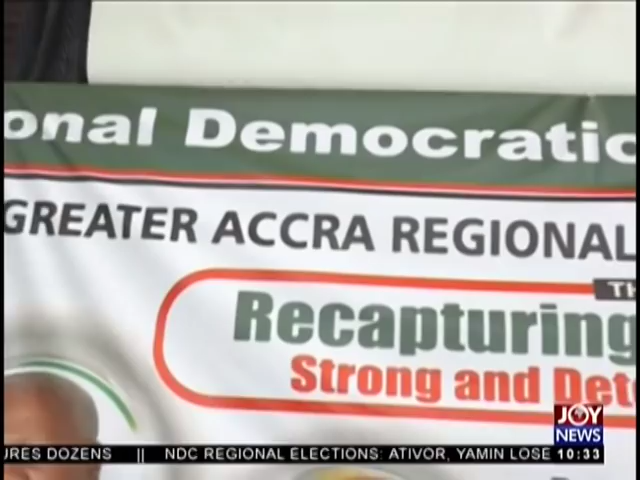 onal Democratic
GREATER ACCRA REGIONAL
TH
Recapturing
Strong and Det
JOY
NEWS
URES DOZENS || NDC REGIONAL ELECTIONS: ATIVOR, YAMIN LOSE 10:33